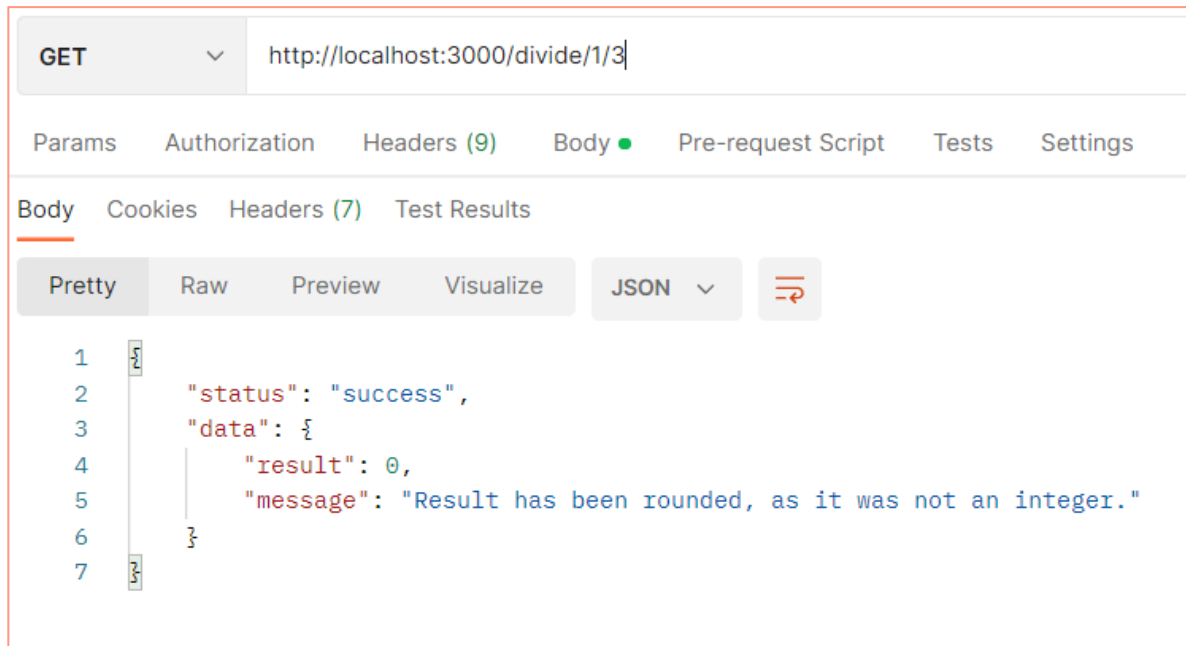 GET http://localhost:3000/divide/1/3
Params Authorization Headers (9) Body Pre-request Script Tests Settings
Body Cookies Headers (7) Test Results
Pretty Raw Preview Visualize JSON
1 {
2 "status": "success",
3 "data": {
4 "result": 0,
5 "message": "Result has been rounded, as it was not an integer."
6 }
7 }